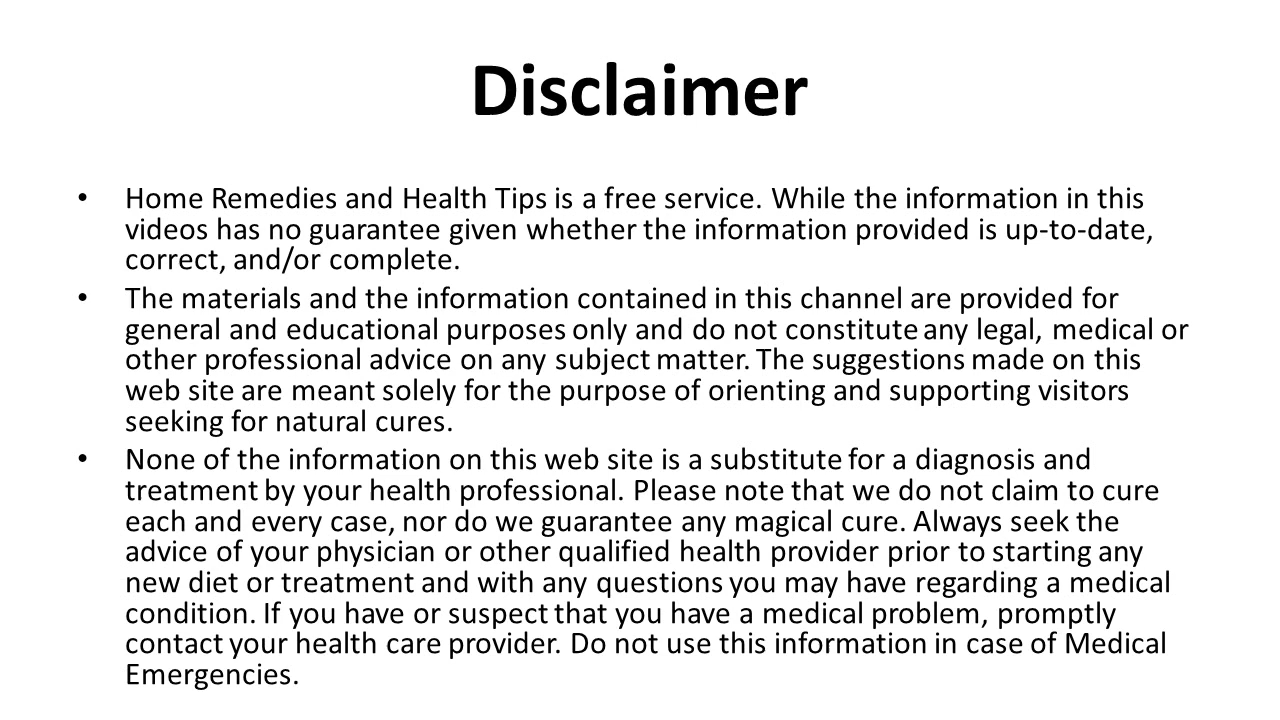 Disclaimer
• Home Remedies and Health Tips is a free service. While the information in this
videos has no guarantee given whether the information provided is up-to-date,
correct, and/or complete.
• The materials and the information contained in this channel are provided for
general and educational purposes only and do not constitute any legal, medical or
other professional advice on any subject matter. The suggestions made on this
web site are meant solely for the purpose of orienting and supporting visitors
seeking for natural cures.
• None of the information on this web site is a substitute for a diagnosis and
treatment by your health professional. Please note that we do not claim to cure
each and every case, nor do we guarantee any magical cure. Always seek the
advice of your physician or other qualified health provider prior to starting any
new diet or treatment and with any questions you may have regarding a medical
condition. If you have or suspect that you have a medical problem, promptly
contact your health care provider. Do not use this information in case of Medical
Emergencies.